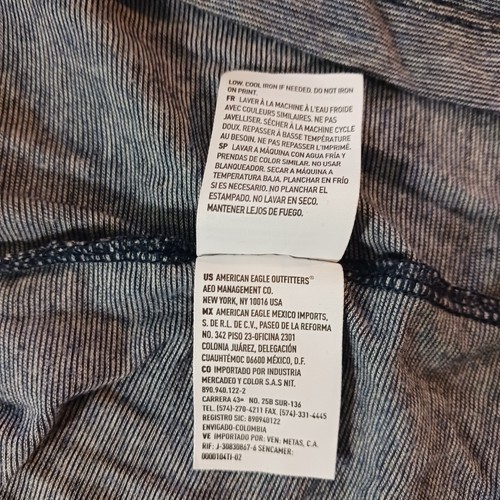 LOW. COOL IRON IF NEEDED. DO NOT IRON
ON PRINT.
FR LAVER À LA MACHINE À L'EAU FROIDE
AVEC COULEURS SIMILAIRES. NE PAS
JAVELLISER. SÉCHER À LA MACHINE CYCLE
DOUX. REPASSER À BASSE TEMPÉRATURE
AU BESOIN. NE PAS REPASSER L'IMPRIMÉ.
SP LAVAR A MÁQUINA CON AGUA FRÍA Y
PRENDAS DE COLOR SIMILAR. NO USAR
BLANQUEADOR. SECAR A MÁQUINA A
TEMPERATURA BAJA. PLANCHAR EN FRÍO
SI ES NECESARIO. NO PLANCHAR EL
ESTAMPADO. NO LAVAR EN SECO.
MANTENER LEJOS DE FUEGO.
US AMERICAN EAGLE OUTFITTERS®
AEO MANAGEMENT CO.
NEW YORK, NY 10016 USA
MX AMERICAN EAGLE MEXICO IMPORTS,
S. DE R.L. DE C.V., PASEO DE LA REFORMA
NO. 342 PISO 23-OFICINA 2301
COLONIA JUÁREZ, DELEGACIÓN
CUAUHTÉMOC 06600 MÉXICO, D.F.
CO IMPORTADO POR INDUSTRIA
MERCADEO Y COLOR S.A.S NIT.
890.940.122-2
CARRERA 43ª NO. 25B SUR-136
TEL. (574)-270-4211 FAX. (574)-331-4445
REGISTRO SIC: 890940122
ENVIGADO-COLOMBIA
VE IMPORTADO POR: VEN: METAS, C.A.
RIF: J-30830867-6 SENCAMER:
0000104TI-02